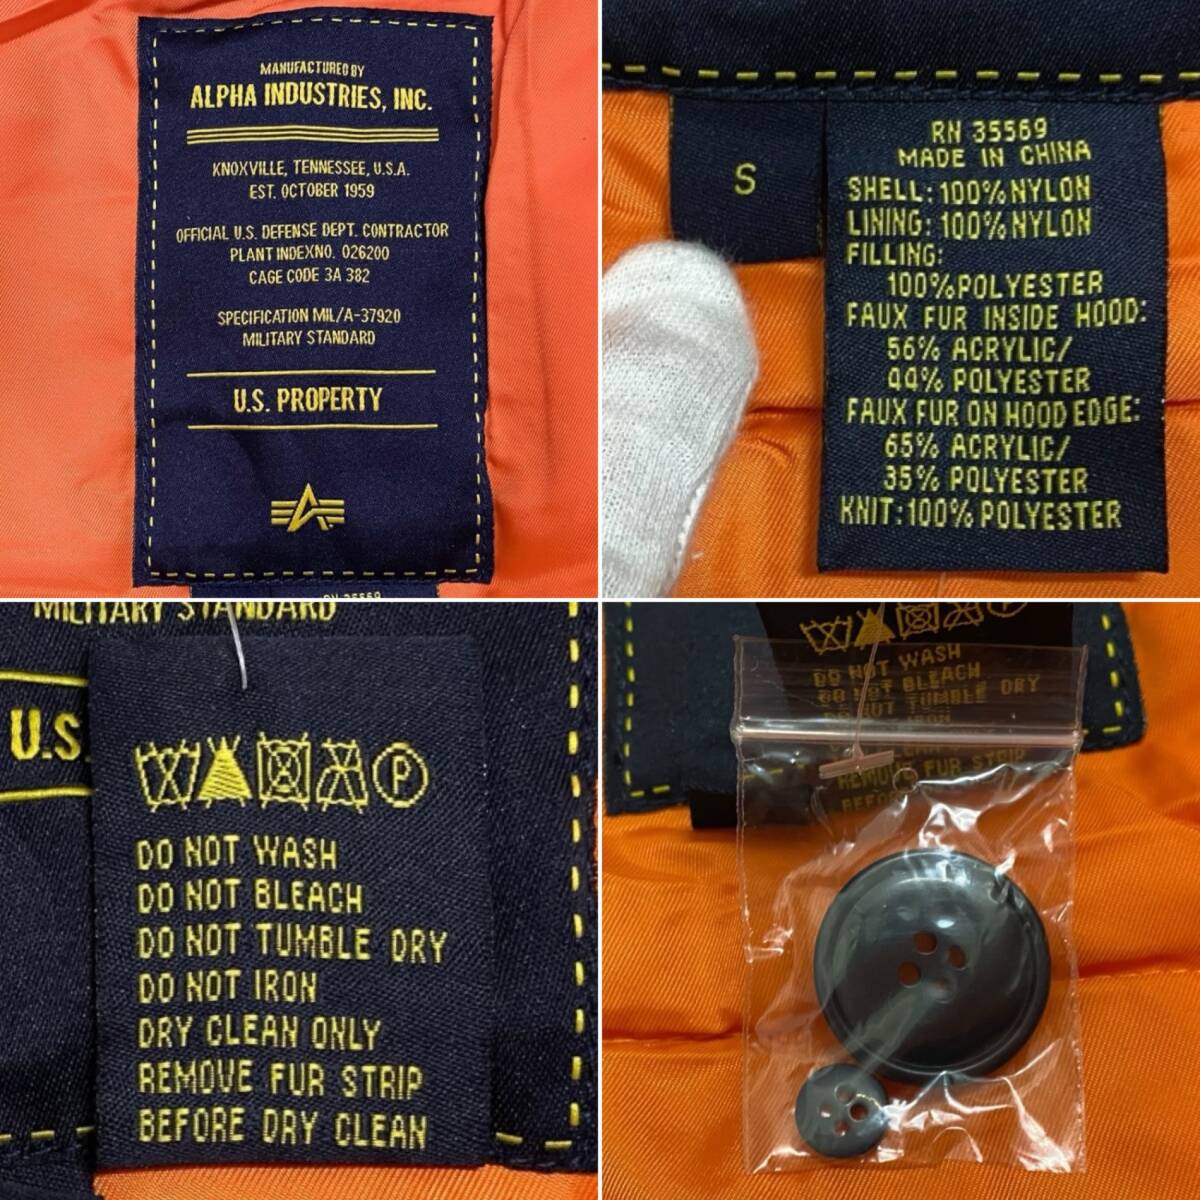 MANUFACTURED BY
ALPHA INDUSTRIES, INC.
KNOXVILLE, TENNESSEE, U.S.A.
EST. OCTOBER 1959
OFFICIAL U.S. DEFENSE DEPT. CONTRACTOR
PLANT INDEXNO. 026200
CAGE CODE 3A 382
SPECIFICATION MIL/A-37920
MILITARY STANDARD
U.S. PROPERTY
RN 35569
S
RN 35569
MADE IN CHINA
SHELL: 100% NYLON
LINING: 100% NYLON
FILLING:
100% POLYESTER
FAUX FUR INSIDE HOOD:
56% ACRYLIC/
44% POLYESTER
FAUX FUR ON HOOD EDGE:
65% ACRYLIC/
35% POLYESTER
KNIT: 100% POLYESTER
MILITARY STANDARD
U.S.
P
DO NOT WASH
DO NOT BLEACH
DO NOT TUMBLE DRY
DO NOT IRON
DRY CLEAN ONLY
REMOVE FUR STRIP
BEFORE DRY CLEAN
DO NOT WASH
DO NOT BLEACH
DO NOT TUMBLE DRY
IRON
CLEAN
REMOVE FUR STRIP
BEFORE